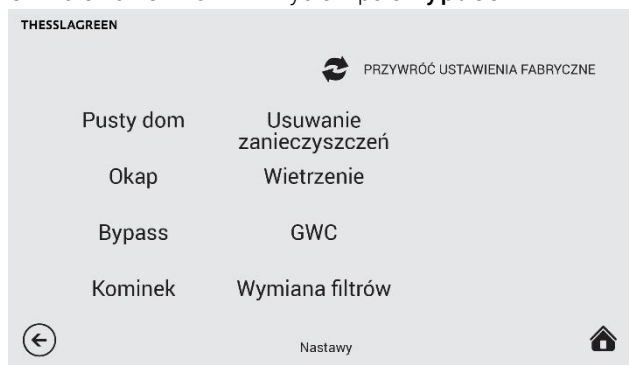 THESSLAGREEN
PRZYWRÓĆ USTAWIENIA FABRYCZNE
Pusty dom
Usuwanie
zanieczyszczeń
Okap
Wietrzenie
Bypass
GWC
Kominek
Wymiana filtrów
Nastawy